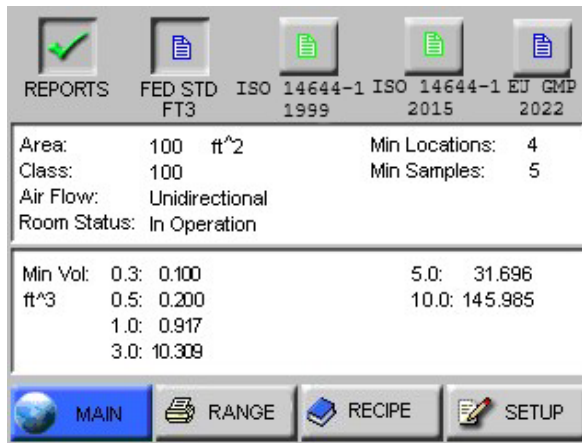 REPORTS FED STD FT3 ISO 14644-1 1999 ISO 14644-1 2015 EU GMP 2022
Area: 100 ft^2 Min Locations: 4
Class: 100 Min Samples: 5
Air Flow: Unidirectional
Room Status: In Operation
Min Vol: 0.3: 0.100 5.0: 31.696
ft^3 0.5: 0.200 10.0: 145.985
1.0: 0.917
3.0: 10.309
MAIN RANGE RECIPE SETUP